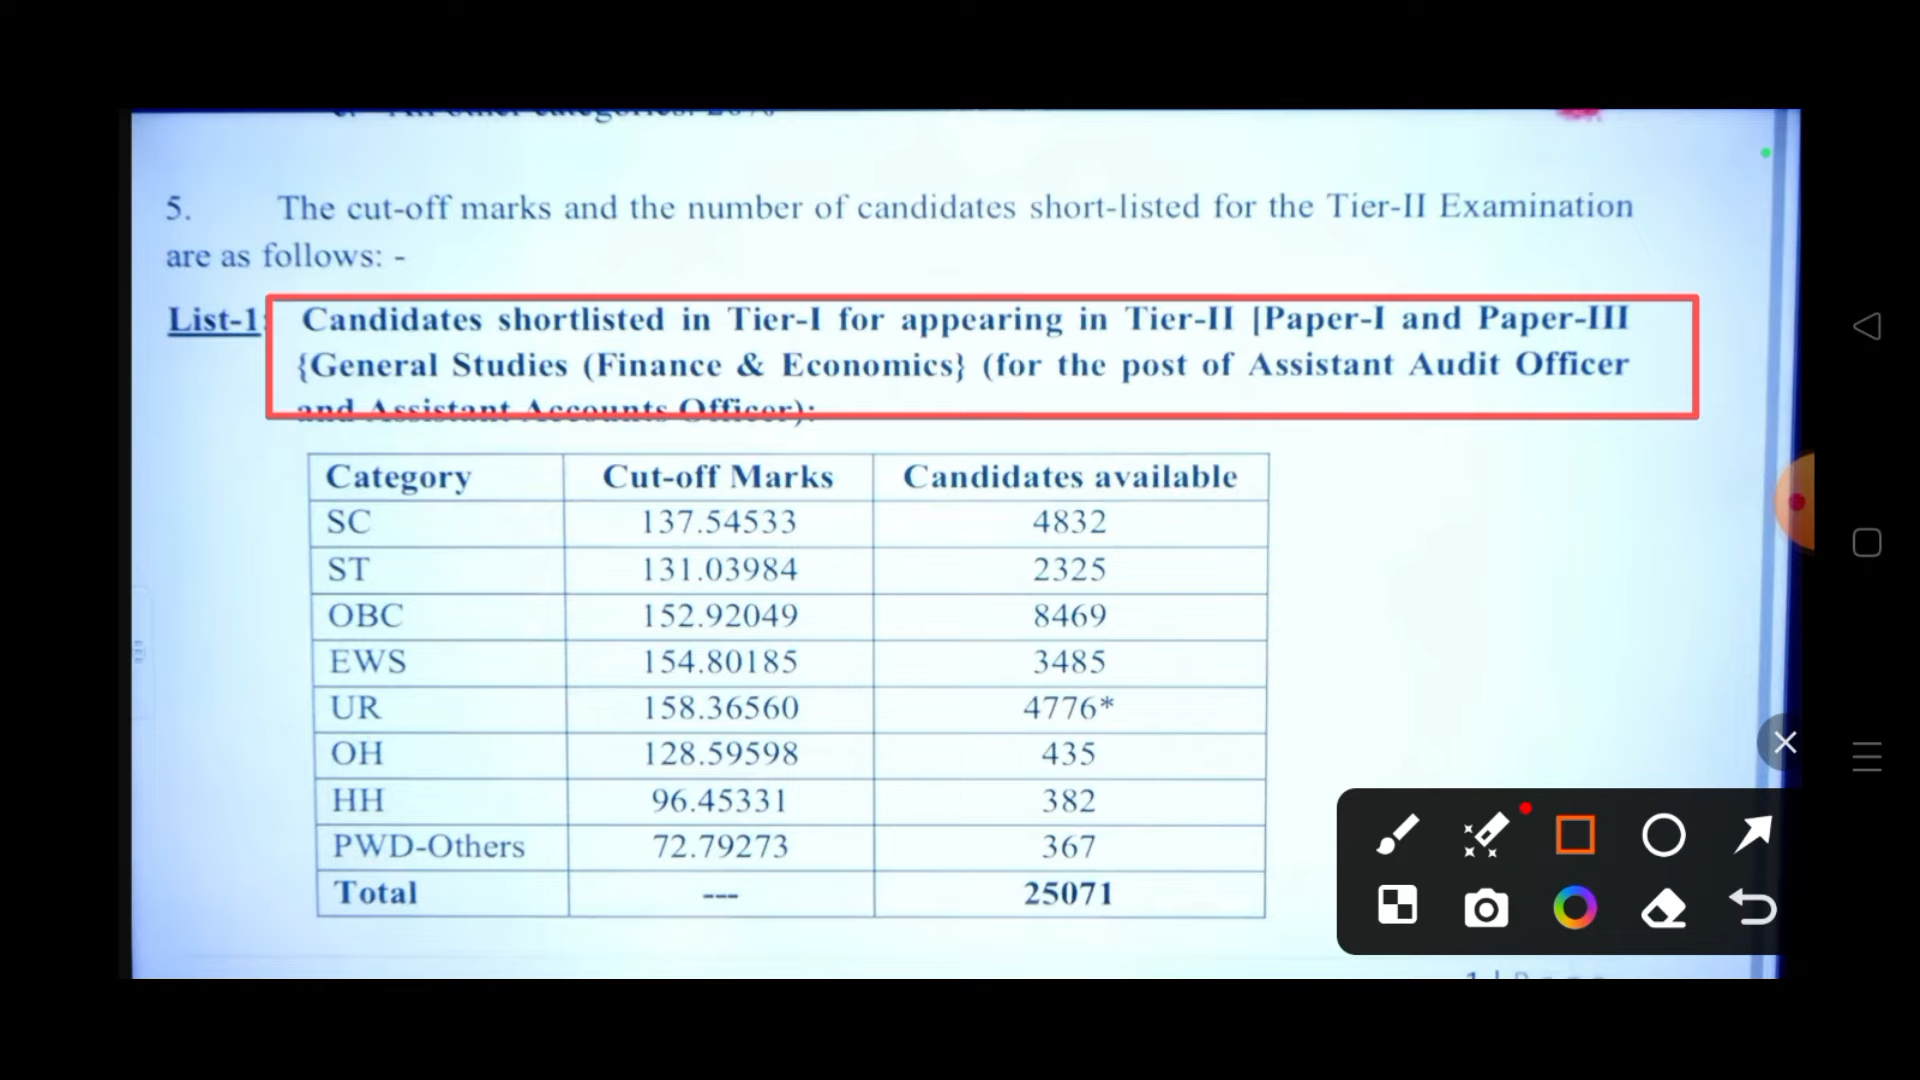 5. The cut-off marks and the number of candidates short-listed for the Tier-II Examination
are as follows: -
List-1: Candidates shortlisted in Tier-I for appearing in Tier-II [Paper-I and Paper-III
{General Studies (Finance & Economics} (for the post of Assistant Audit Officer
and Assistant Accounts Officer):
Category Cut-off Marks Candidates available
SC 137.54533 4832
ST 131.03984 2325
OBC 152.92049 8469
EWS 154.80185 3485
UR 158.36560 4776*
OH 128.59598 435
HH 96.45331 382
PWD-Others 72.79273 367
Total --- 25071